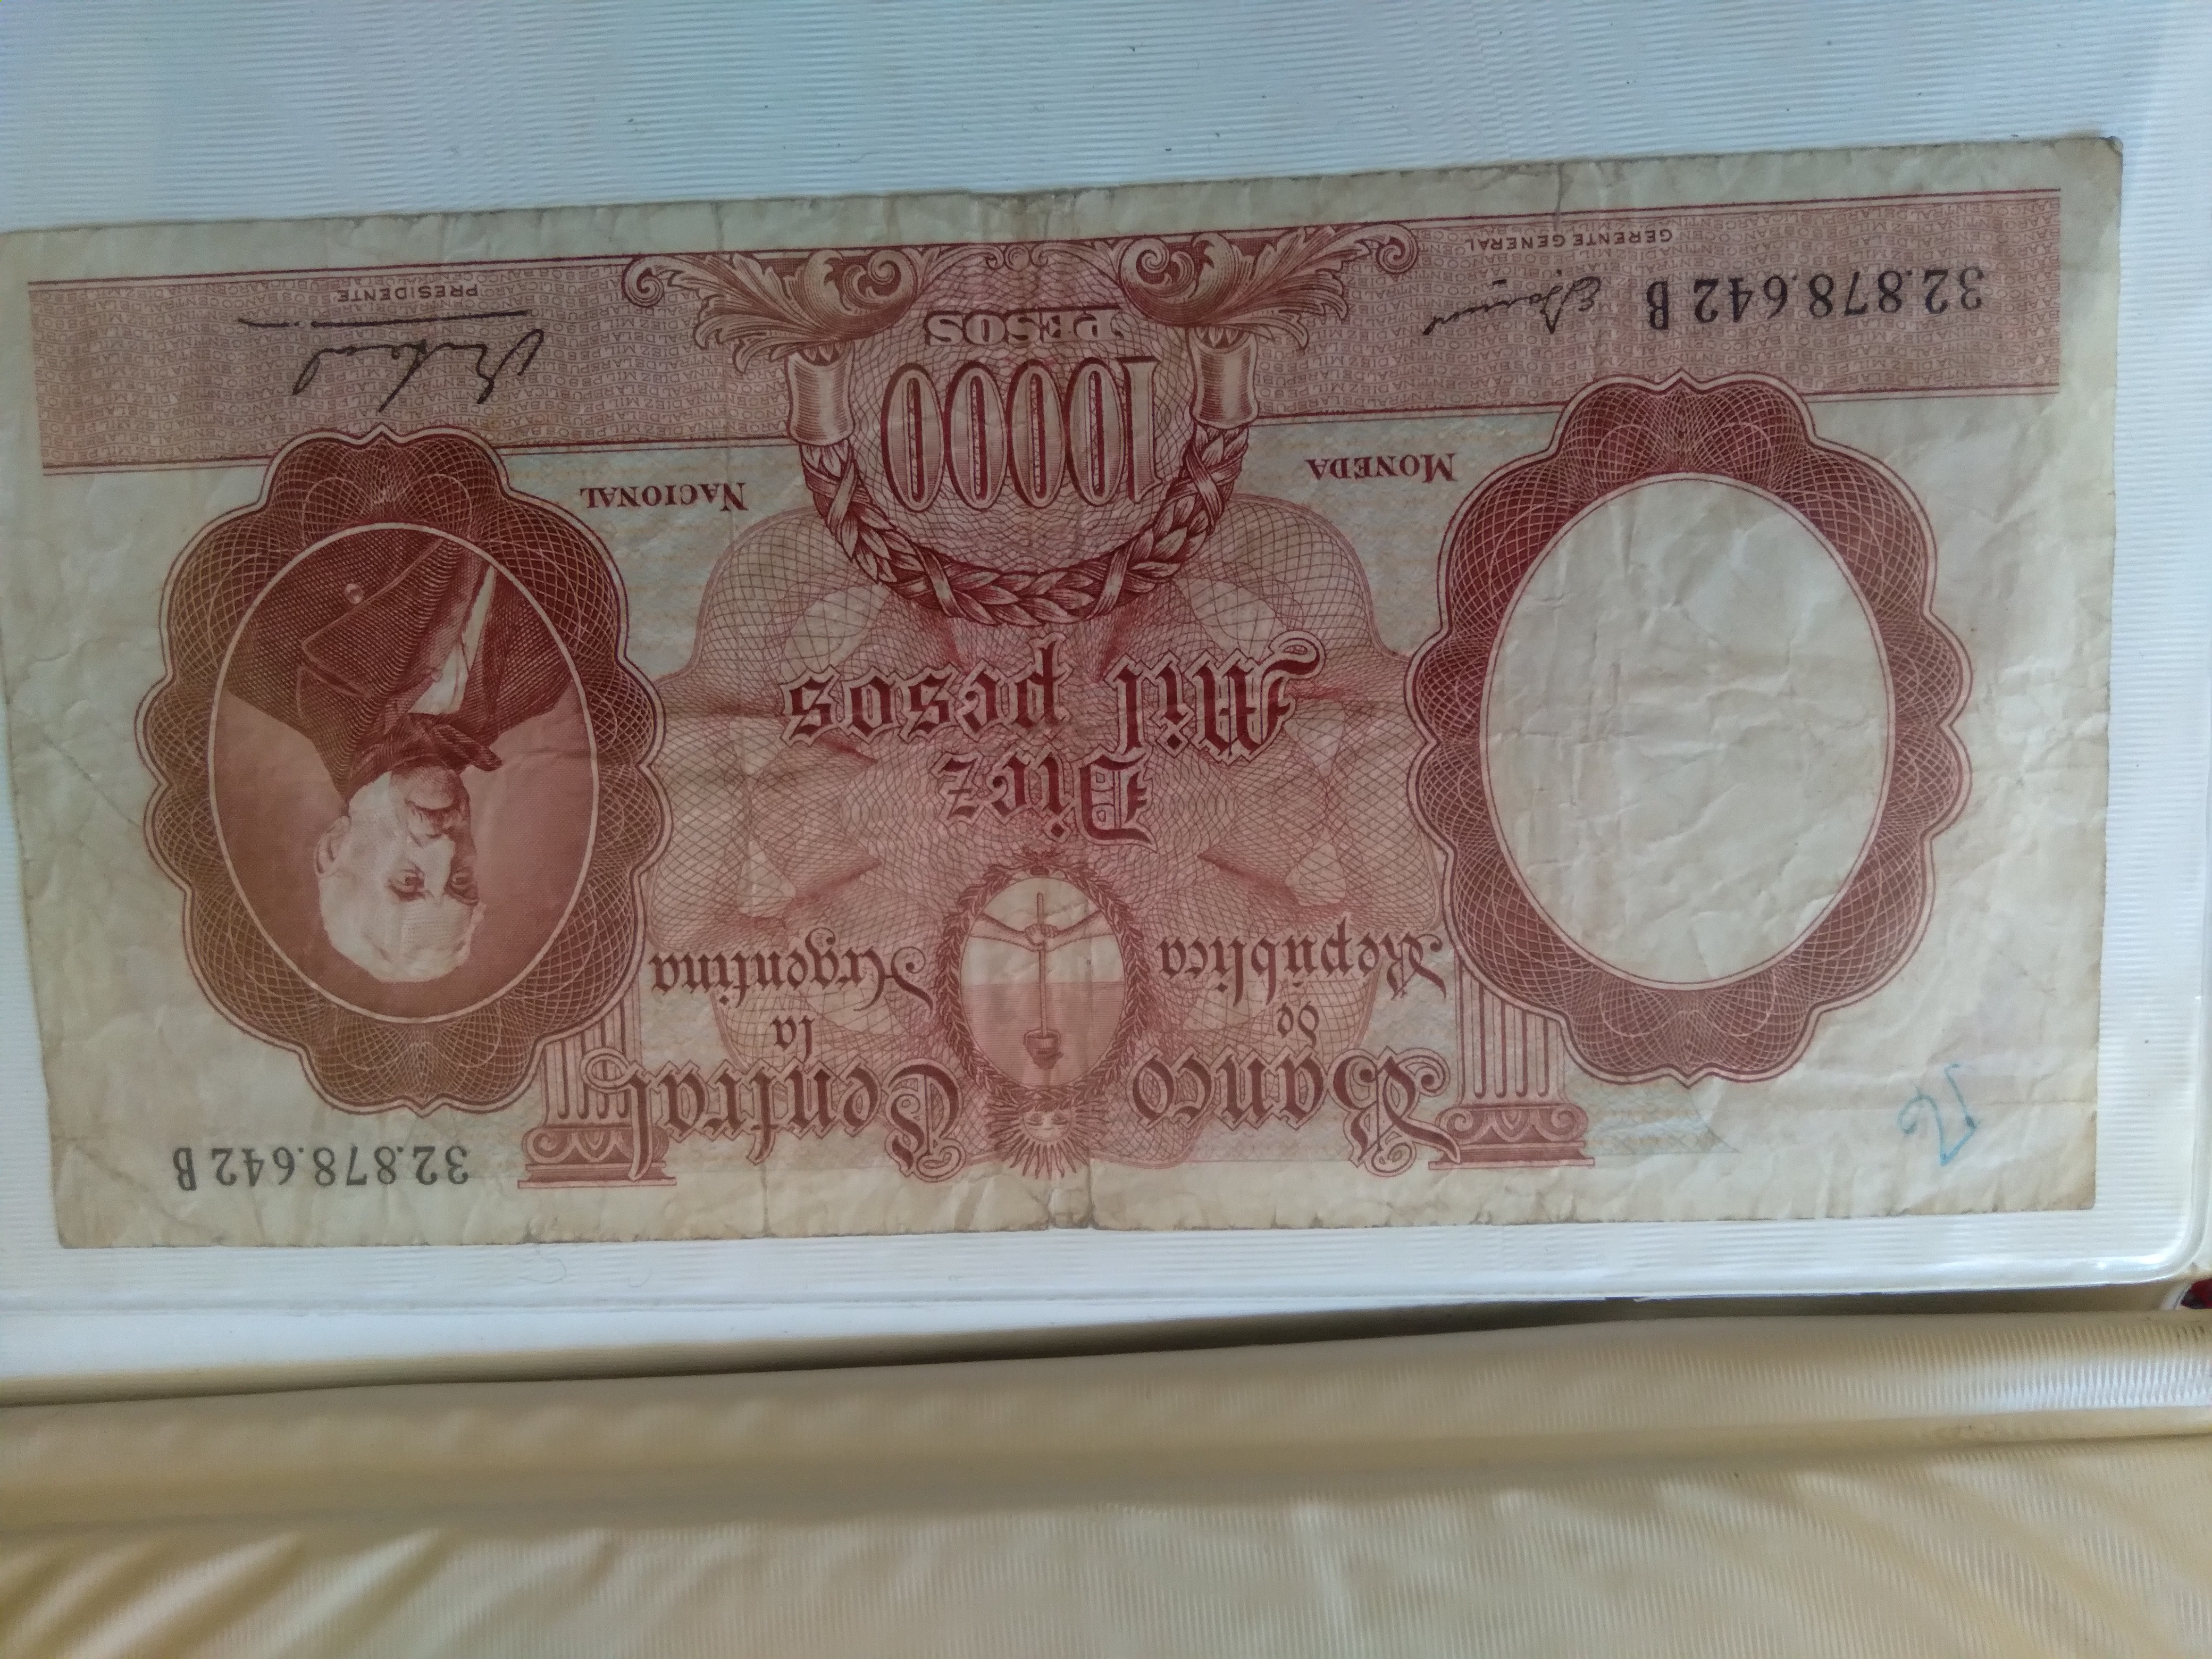 32.878.642 B
Banco Central
de la
República Argentina
Diez
Mil pesos
MONEDA NACIONAL
10000
PESOS
32.878.642 B
GERENTE GENERAL
PRESIDENTE